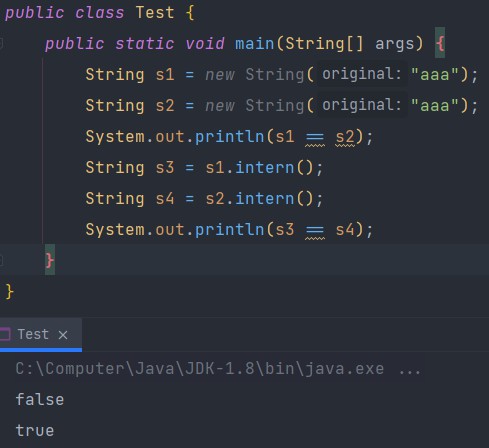 public class Test {
public static void main(String[] args) {
String s1 = new String( original: "aaa");
String s2 = new String( original: "aaa");
System.out.println(s1 == s2);
String s3 = s1.intern();
String s4 = s2.intern();
System.out.println(s3 == s4);
}
}
Test ×
C:\Computer\Java\JDK-1.8\bin\java.exe ...
false
true